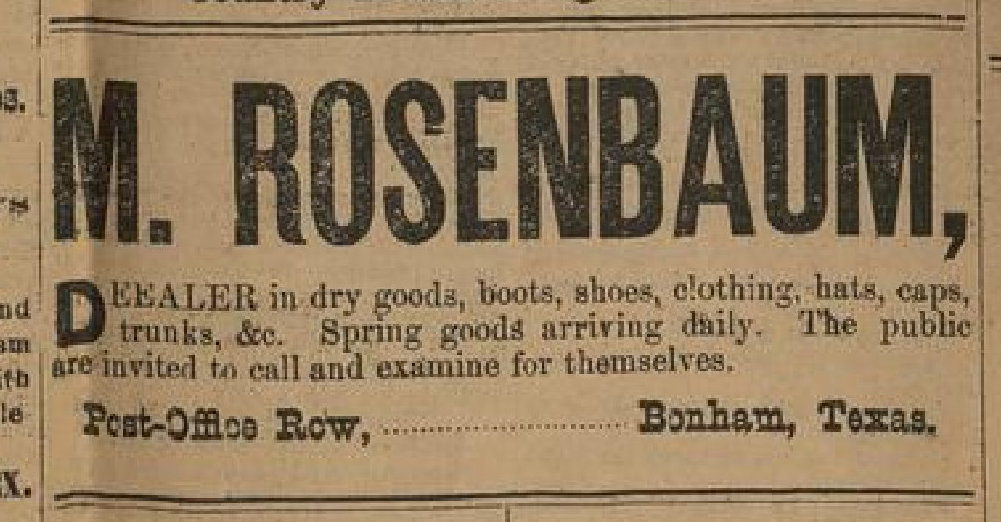 M. ROSENBAUM,
DEEALER in dry goods, boots, shoes, clothing, hats, caps,
trunks, &c. Spring goods arriving daily. The public
are invited to call and examine for themselves.
Post-Office Row, .................... Bonham, Texas.